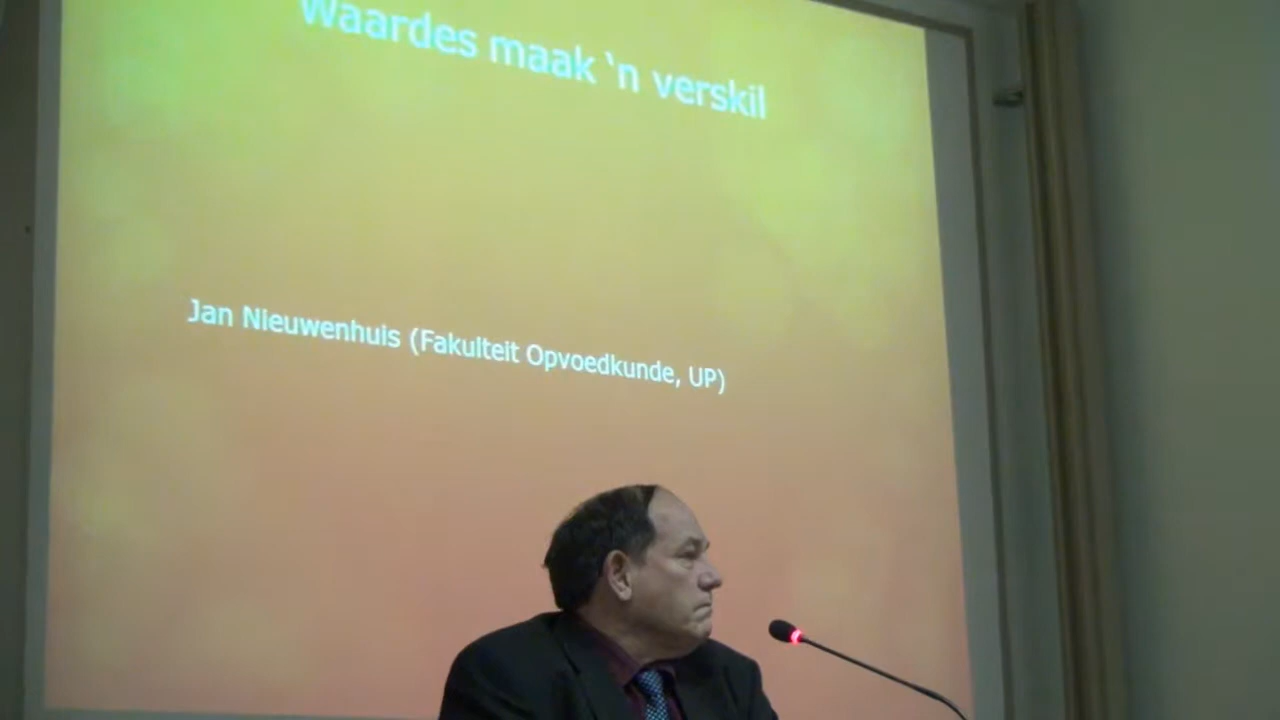 Waardes maak ‘n verskil
Jan Nieuwenhuis (Fakulteit Opvoedkunde, UP)